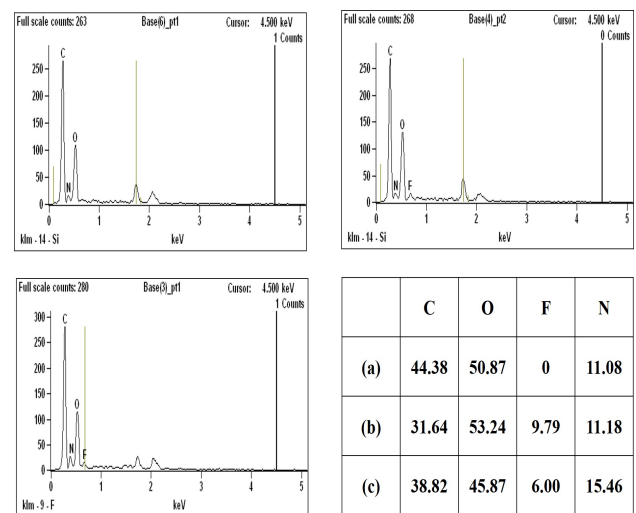 Full scale counts: 263 Base(6)_pt1 Cursor: 4.500 keV
1 Counts
C
250
200
150
O
100
50
N
0
0 1 2 3 4 5
klm - 14 - Si keV
Full scale counts: 268 Base(4)_pt2 Cursor: 4.500 keV
0 Counts
C
250
200
150
O
100
50
N F
0
0 1 2 3 4 5
klm - 14 - Si keV
Full scale counts: 280 Base(3)_pt1 Cursor: 4.500 keV
1 Counts
300
C
250
200
150
O
100
50
N F
0
0 1 2 3 4 5
klm - 9 - F keV
C O F N
(a) 44.38 50.87 0 11.08
(b) 31.64 53.24 9.79 11.18
(c) 38.82 45.87 6.00 15.46